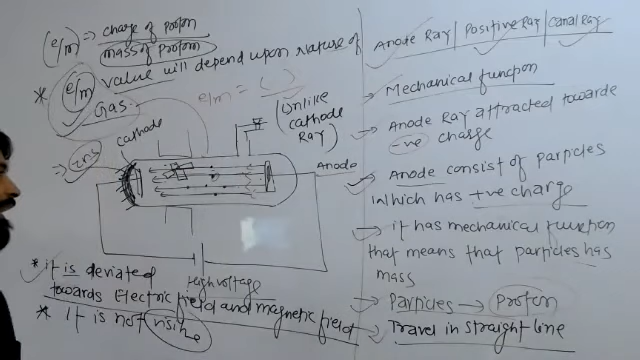 (e/m) => charge of Proton
mass of Proton
* e/m value will depend upon nature of
Gas.
e/m = ( )
(Unlike
cathode
Ray)
cathode
=> Zns
Anode
High voltage
it is deviated
towards Electric field and magnetic field
* It is not
Anode Ray / Positive Ray / Canal Ray
Mechanical function
Anode Ray attracted towards
-ve charge
Anode consist of particles
which has +ve charge
it has mechanical function
that means that particles has
mass
Particles → Proton
Travel in straight line